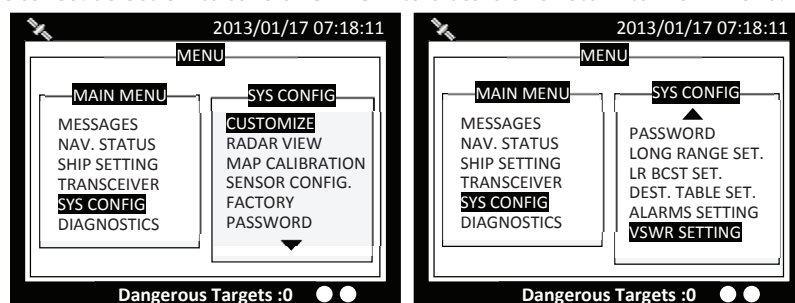 2013/01/17 07:18:11
MENU
MAIN MENU
MESSAGES
NAV. STATUS
SHIP SETTING
TRANSCEIVER
SYS CONFIG
DIAGNOSTICS
SYS CONFIG
CUSTOMIZE
RADAR VIEW
MAP CALIBRATION
SENSOR CONFIG.
FACTORY
PASSWORD
Dangerous Targets :0
2013/01/17 07:18:11
MENU
MAIN MENU
MESSAGES
NAV. STATUS
SHIP SETTING
TRANSCEIVER
SYS CONFIG
DIAGNOSTICS
SYS CONFIG
PASSWORD
LONG RANGE SET.
LR BCST SET.
DEST. TABLE SET.
ALARMS SETTING
VSWR SETTING
Dangerous Targets :0